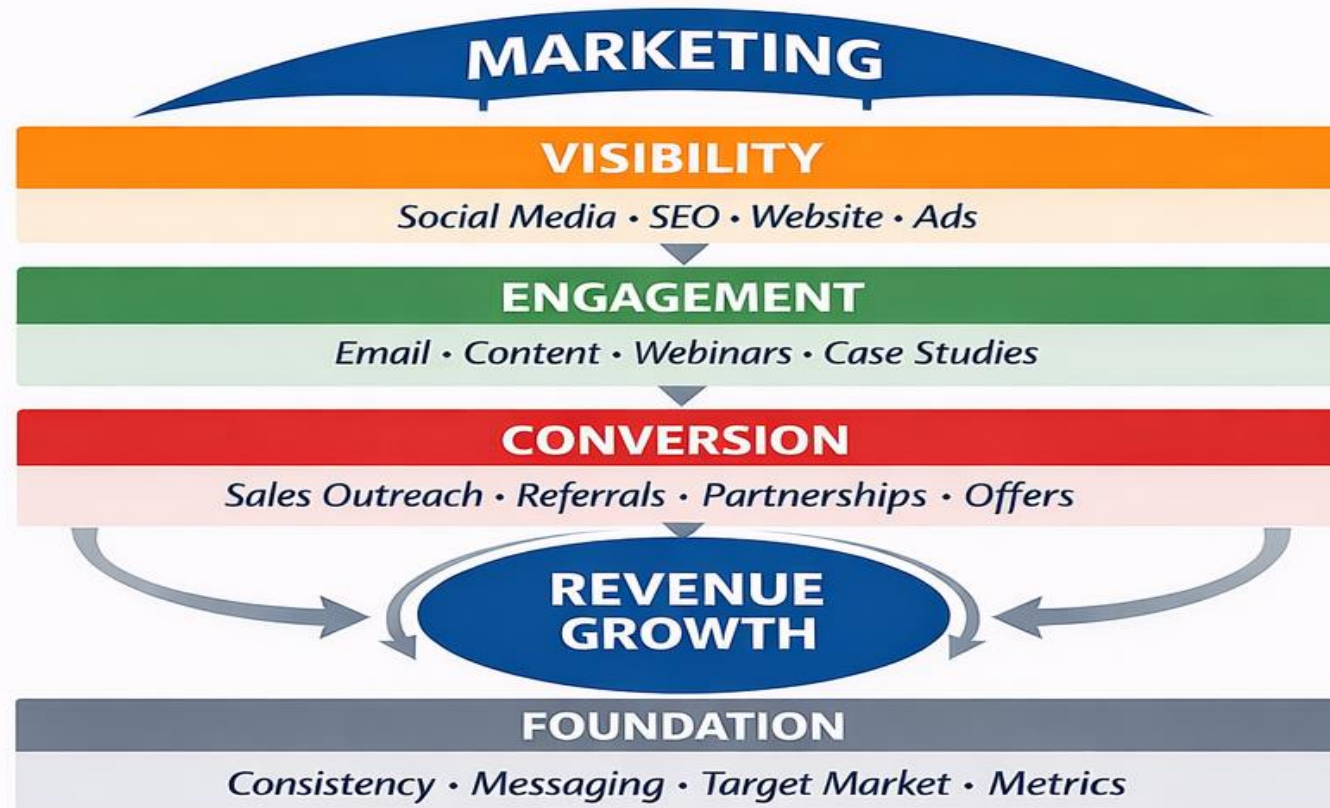 MARKETING
VISIBILITY
Social Media • SEO • Website • Ads
ENGAGEMENT
Email • Content • Webinars • Case Studies
CONVERSION
Sales Outreach • Referrals • Partnerships • Offers
REVENUE
GROWTH
FOUNDATION
Consistency • Messaging • Target Market • Metrics